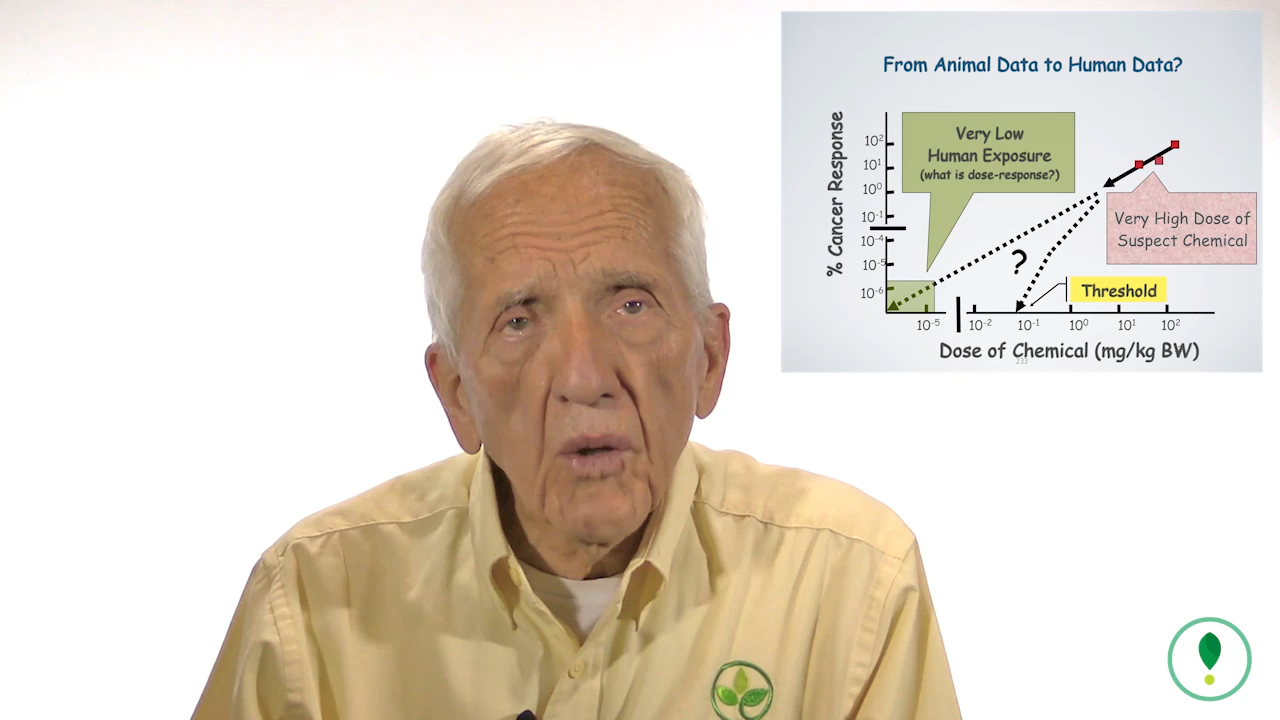 From Animal Data to Human Data?
% Cancer Response
10²
10¹
10⁰
10⁻¹
10⁻⁴
10⁻⁵
10⁻⁶
Very Low
Human Exposure
(what is dose-response?)
Very High Dose of
Suspect Chemical
?
Threshold
10⁻⁵ 10⁻² 10⁻¹ 10⁰ 10¹ 10²
Dose of Chemical (mg/kg BW)